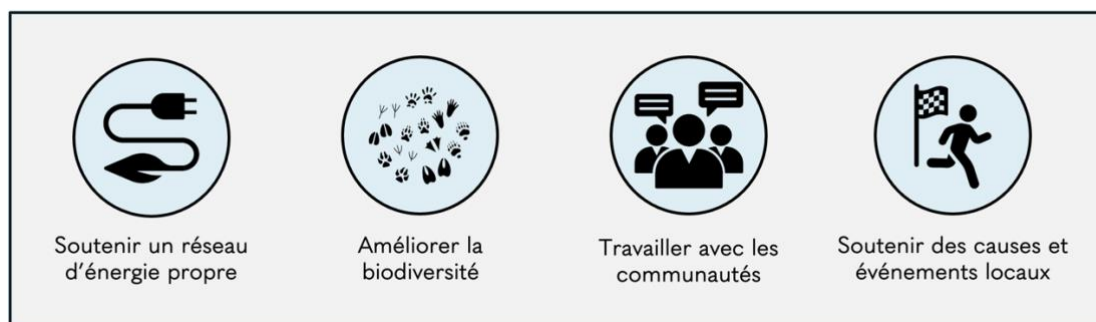 Soutenir un réseau
d'énergie propre
Améliorer la
biodiversité
Travailler avec les
communautés
Soutenir des causes et
événements locaux